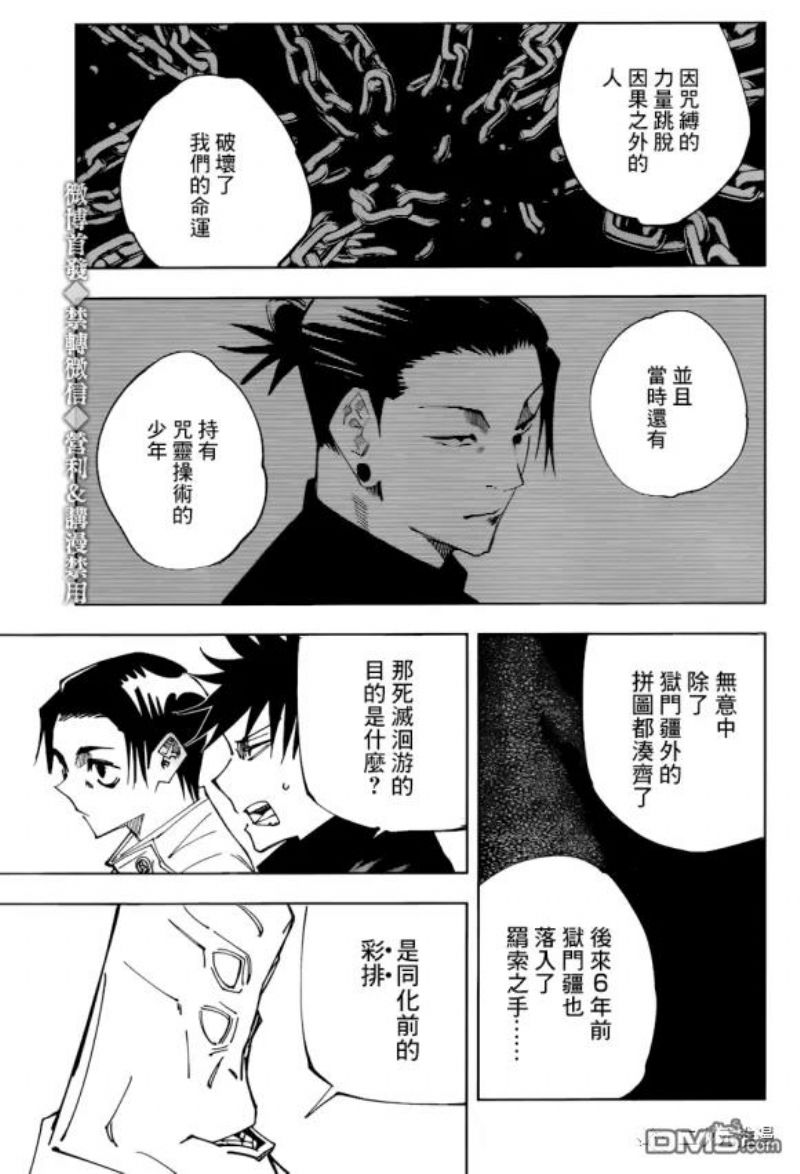 因咒縛的
力量跳脫
因果之外的
人
破壞了
我們的命運
並且
當時還有
持有
咒靈操術的
少年
無意中
除了
獄門疆外的
拼圖都湊齊了
後來6年前
獄門疆也
落入了
羂索之手……
那死滅洄游的
目的是什麼？
是同化前的
彩排
微博首發◆禁轉微信◆營利&購漫禁用